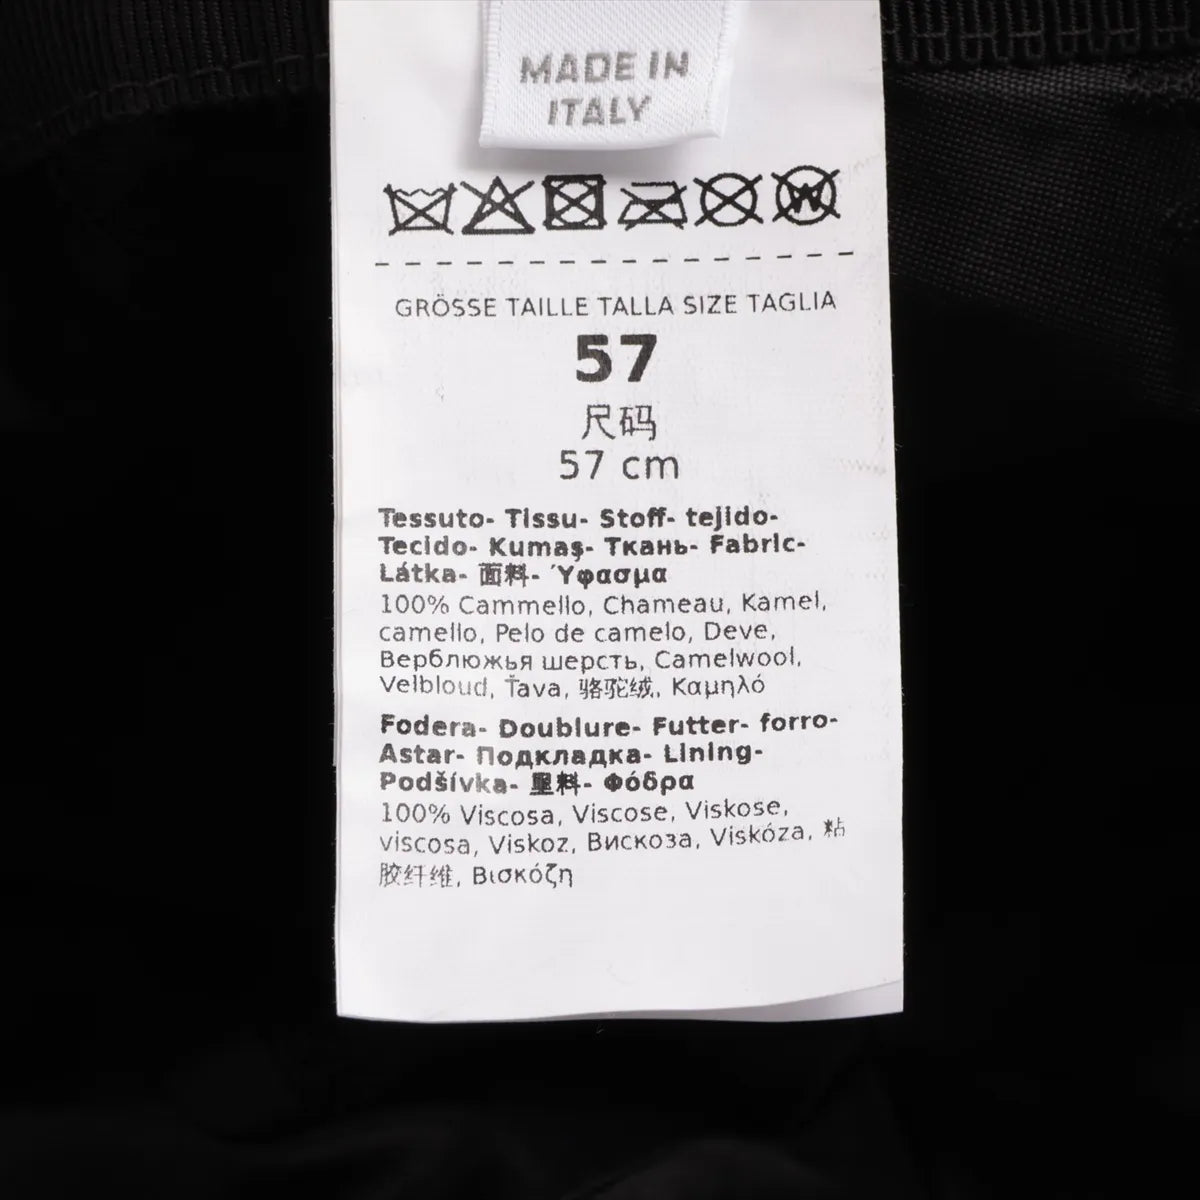 MADE IN
ITALY
GRÖSSE TAILLE TALLA SIZE TAGLIA
57
尺码
57 cm
Tessuto- Tissu- Stoff- tejido-
Tecido- Kumaş- Ткань- Fabric-
Látka- 面料- Ύφασμα
100% Cammello, Chameau, Kamel,
camello, Pelo de camelo, Deve,
Верблюжья шерсть, Camelwool,
Velbloud, Ťava, 骆驼绒, Καμηλό
Fodera- Doublure- Futter- forro-
Astar- Подкладка- Lining-
Podšívka- 里料- Φόδρα
100% Viscosa, Viscose, Viskose,
viscosa, Viskoz, Вискоза, Viskóza, 粘
胶纤维, Βισκόζη